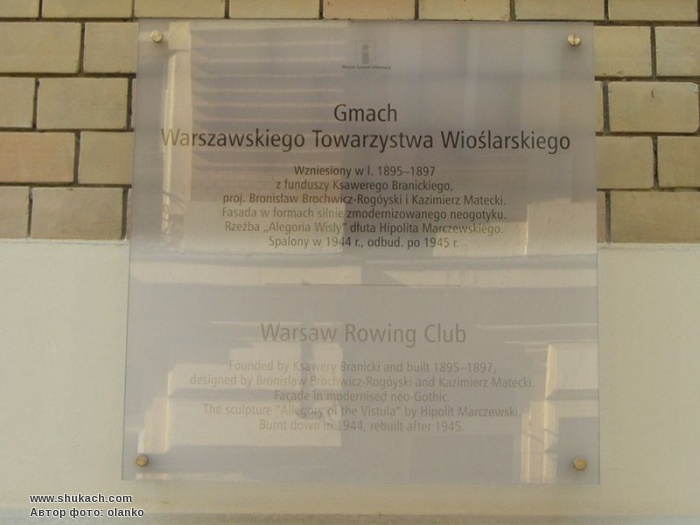 Miejski System Informacji
Gmach
Warszawskiego Towarzystwa Wioślarskiego
Wzniesiony w l. 1895–1897
z funduszy Ksawerego Branickiego,
proj. Bronisław Brochwicz-Rogóyski i Kazimierz Matecki.
Fasada w formach silnie zmodernizowanego neogotyku.
Rzeźba „Alegoria Wisły” dłuta Hipolita Marczewskiego.
Spalony w 1944 r., odbud. po 1945 r.
Warsaw Rowing Club
Founded by Ksawery Branicki and built 1895–1897,
designed by Bronisław Brochwicz-Rogóyski and Kazimierz Matecki.
Façade in modernised neo-Gothic.
The sculpture "Allegory of the Vistula" by Hipolit Marczewski.
Burnt down in 1944, rebuilt after 1945.
www.shukach.com
Автор фото: olanko